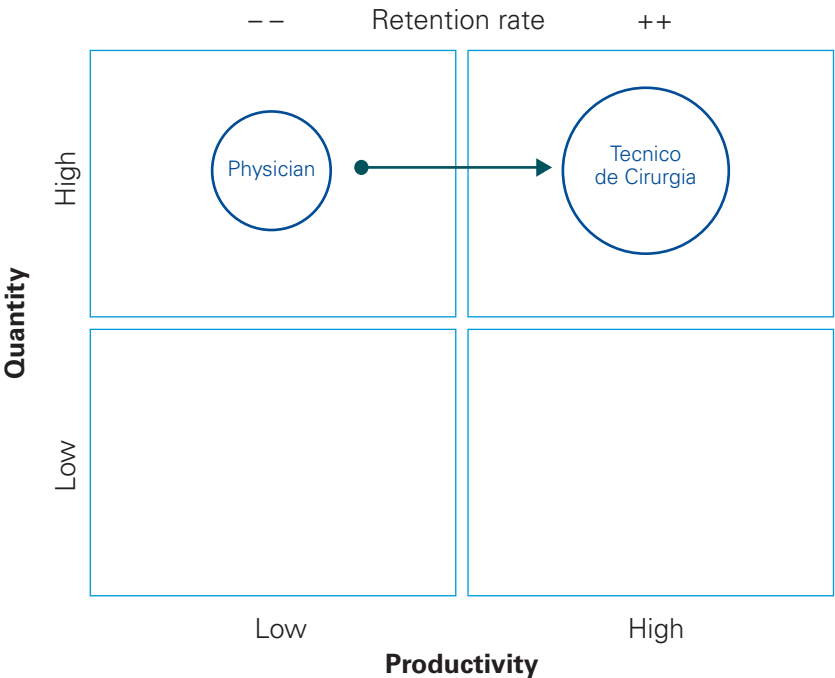 – – Retention rate ++
High
Physician
Tecnico
de Cirurgia
Quantity
Low
Low High
Productivity